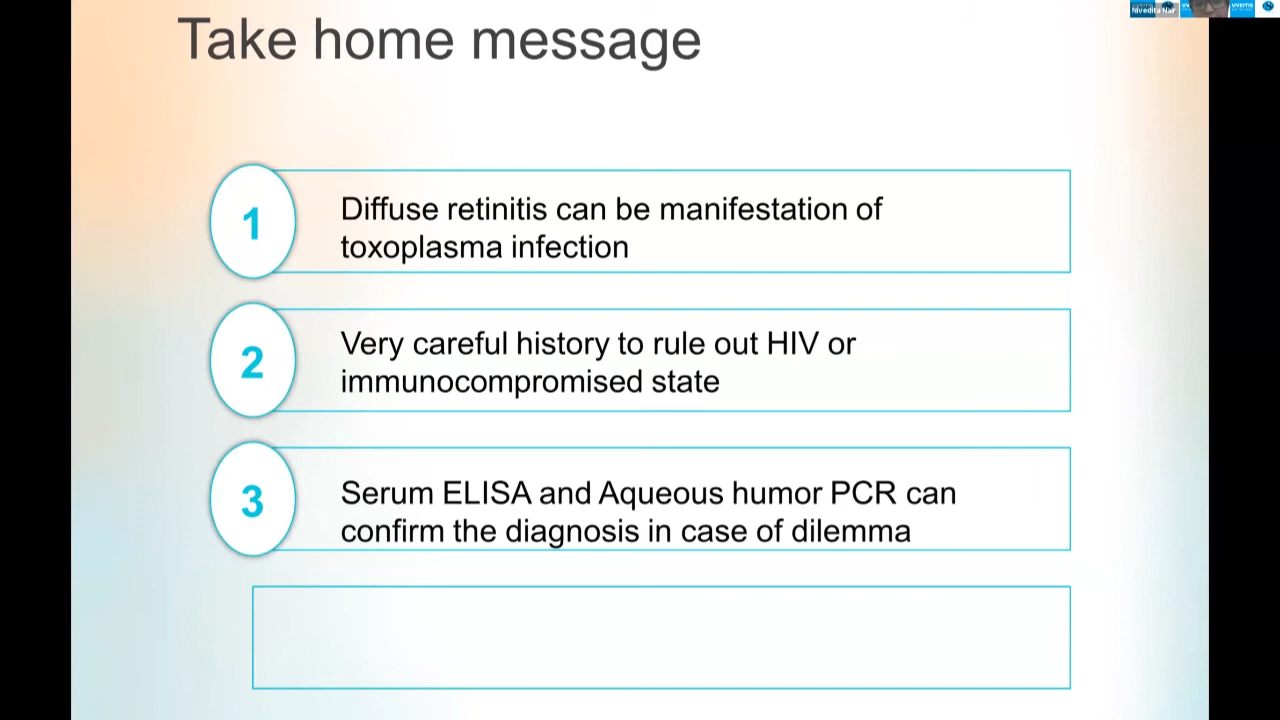 Nivedita Nair
Take home message
1
Diffuse retinitis can be manifestation of
toxoplasma infection
2
Very careful history to rule out HIV or
immunocompromised state
3
Serum ELISA and Aqueous humor PCR can
confirm the diagnosis in case of dilemma